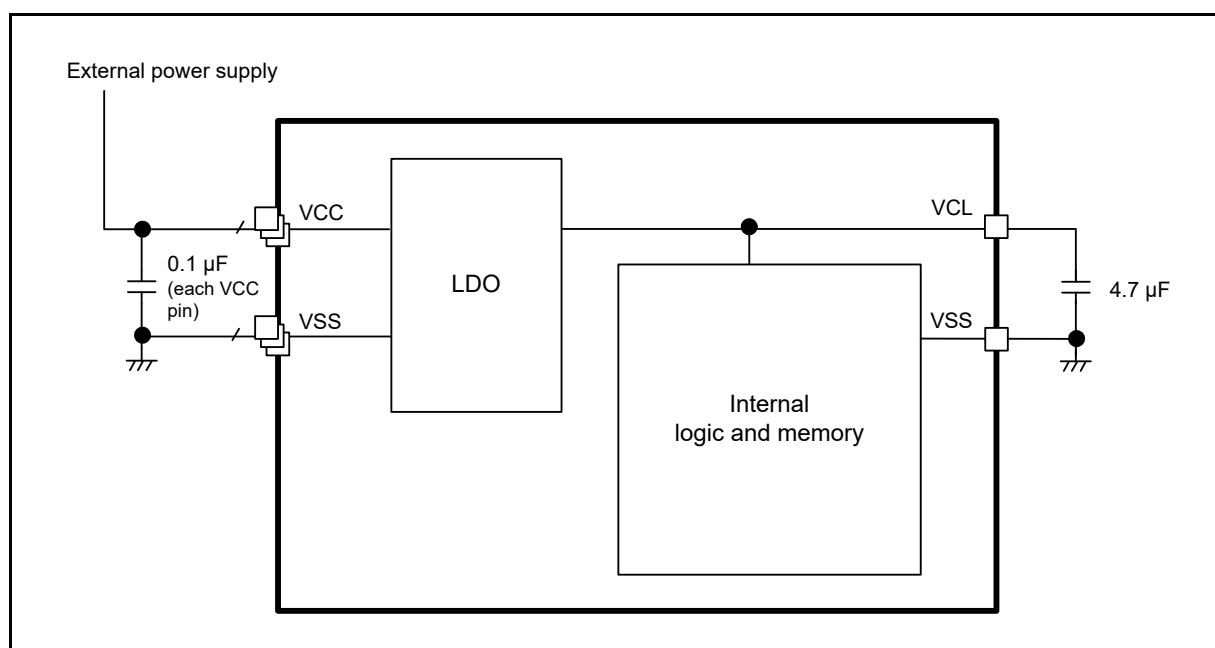 External power supply
VCC
VCL
0.1 µF
(each VCC
pin)
LDO
4.7 µF
VSS
VSS
Internal
logic and memory